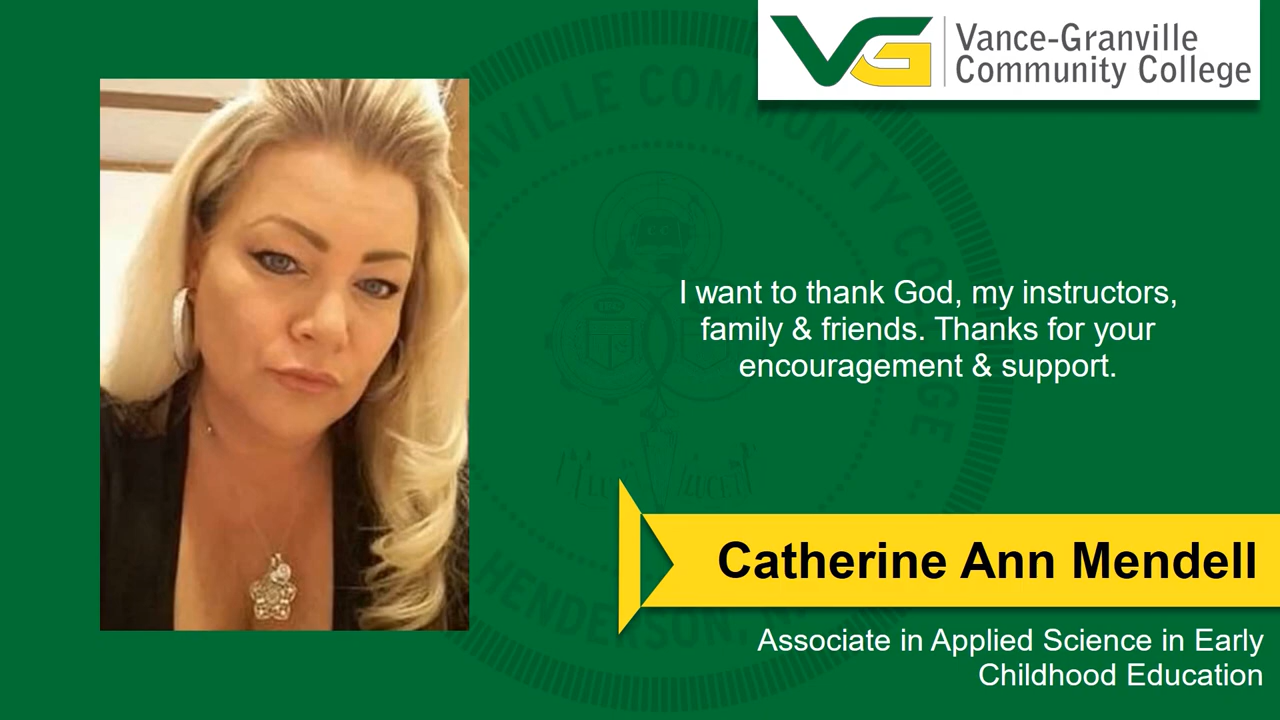 Vance-Granville
Community College
I want to thank God, my instructors,
family & friends. Thanks for your
encouragement & support.
Catherine Ann Mendell
Associate in Applied Science in Early
Childhood Education